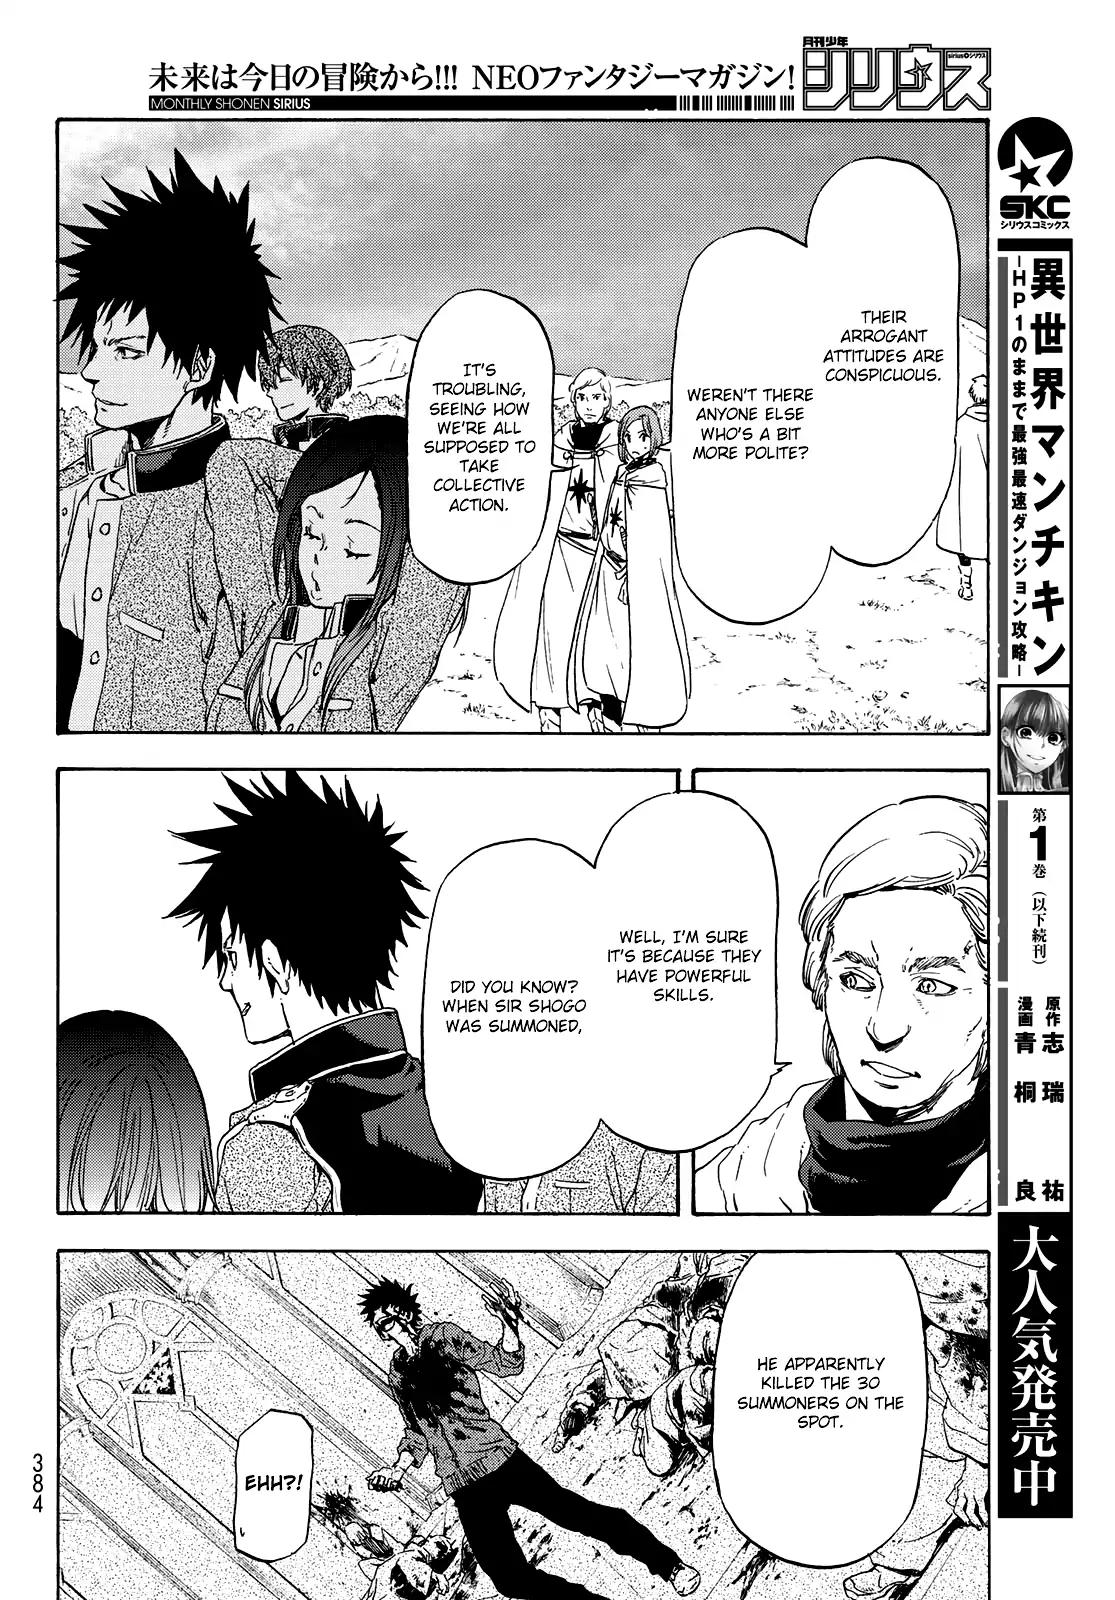 未来は今日の冒険から!!! NEOファンタジーマガジン!
MONTHLY SHONEN SIRIUS
月刊少年
シリウス
sirius シリウス
THEIR
ARROGANT
ATTITUDES ARE
CONSPICUOUS.
WEREN'T THERE
ANYONE ELSE
WHO'S A BIT
MORE POLITE?
IT'S
TROUBLING,
SEEING HOW
WE'RE ALL
SUPPOSED
TO TAKE
COLLECTIVE
ACTION.
WELL, I'M SURE
IT'S BECAUSE THEY
HAVE POWERFUL
SKILLS.
DID YOU KNOW?
WHEN SIR SHOGO
WAS SUMMONED,
HE APPARENTLY
KILLED THE 30
SUMMONERS ON THE
SPOT.
EHH?!
SKC
シリウスコミックス
異世界マンチキン
—HP1のままで最強最速ダンジョン攻略—
第1巻(以下続刊)
原作 志瑞祐
漫画 青桐良
大人気発売中
384